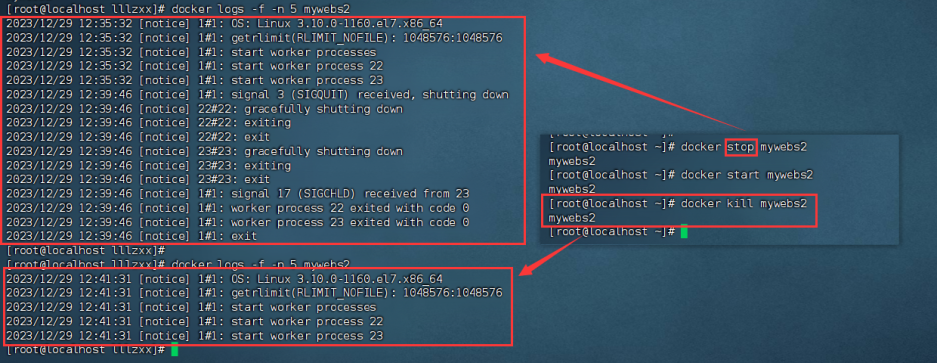 [root@localhost lllzxx]# docker logs -f -n 5 mywebs2
2023/12/29 12:35:32 [notice] 1#1: OS: Linux 3.10.0-1160.el7.x86_64
2023/12/29 12:35:32 [notice] 1#1: getrlimit(RLIMIT_NOFILE): 1048576:1048576
2023/12/29 12:35:32 [notice] 1#1: start worker processes
2023/12/29 12:35:32 [notice] 1#1: start worker process 22
2023/12/29 12:35:32 [notice] 1#1: start worker process 23
2023/12/29 12:39:46 [notice] 1#1: signal 3 (SIGQUIT) received, shutting down
2023/12/29 12:39:46 [notice] 22#22: gracefully shutting down
2023/12/29 12:39:46 [notice] 22#22: exiting
2023/12/29 12:39:46 [notice] 22#22: exit
2023/12/29 12:39:46 [notice] 23#23: gracefully shutting down
2023/12/29 12:39:46 [notice] 23#23: exiting
2023/12/29 12:39:46 [notice] 23#23: exit
2023/12/29 12:39:46 [notice] 1#1: signal 17 (SIGCHLD) received from 23
2023/12/29 12:39:46 [notice] 1#1: worker process 22 exited with code 0
2023/12/29 12:39:46 [notice] 1#1: worker process 23 exited with code 0
2023/12/29 12:39:46 [notice] 1#1: exit
[root@localhost lllzxx]#
[root@localhost lllzxx]# docker logs -f -n 5 mywebs2
2023/12/29 12:41:31 [notice] 1#1: OS: Linux 3.10.0-1160.el7.x86_64
2023/12/29 12:41:31 [notice] 1#1: getrlimit(RLIMIT_NOFILE): 1048576:1048576
2023/12/29 12:41:31 [notice] 1#1: start worker processes
2023/12/29 12:41:31 [notice] 1#1: start worker process 22
2023/12/29 12:41:31 [notice] 1#1: start worker process 23
[root@localhost lllzxx]#
[root@localhost ~]#
[root@localhost ~]# docker stop mywebs2
mywebs2
[root@localhost ~]# docker start mywebs2
mywebs2
[root@localhost ~]# docker kill mywebs2
mywebs2
[root@localhost ~]#